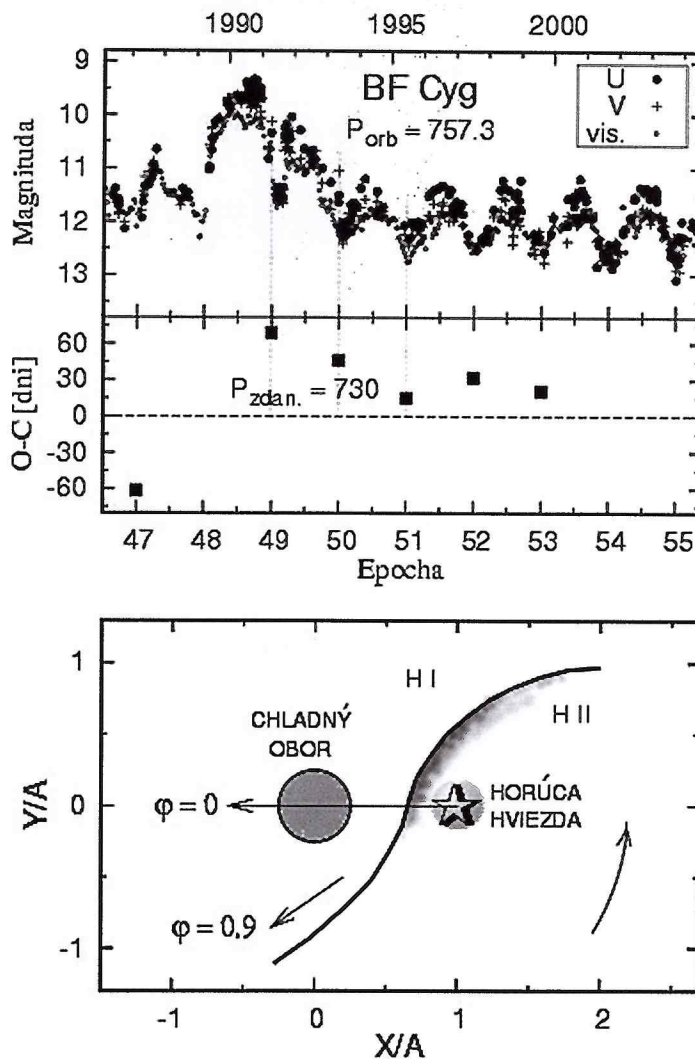 1990 1995 2000
9
10
11
12
13
Magnituda
BF Cyg
P_orb = 757.3
U
V
vis.
60
30
0
-30
-60
O-C [dni]
P_zdan. = 730
47 48 49 50 51 52 53 54 55
Epocha
1
0
-1
Y/A
H I
H II
CHLADNÝ
OBOR
HORÚCA
HVIEZDA
φ = 0
φ = 0.9
-1 0 1 2
X/A